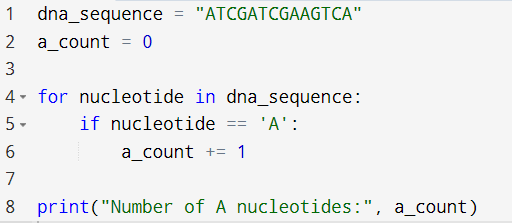 1 dna_sequence = "ATCGATCGAAGTCA"
2 a_count = 0
3
4 for nucleotide in dna_sequence:
5     if nucleotide == 'A':
6         a_count += 1
7
8 print("Number of A nucleotides:", a_count)